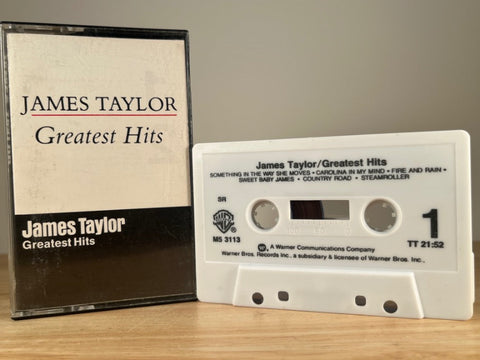 JAMES TAYLOR
Greatest Hits
James Taylor
Greatest Hits
James Taylor/Greatest Hits
SOMETHING IN THE WAY SHE MOVES • CAROLINA IN MY MIND • FIRE AND RAIN •
SWEET BABY JAMES • COUNTRY ROAD • STEAMROLLER
SR
WB
M5 3113
1
TT 21:52
A Warner Communications Company
Warner Bros. Records Inc., a subsidiary & licensee of Warner Bros. Inc.,